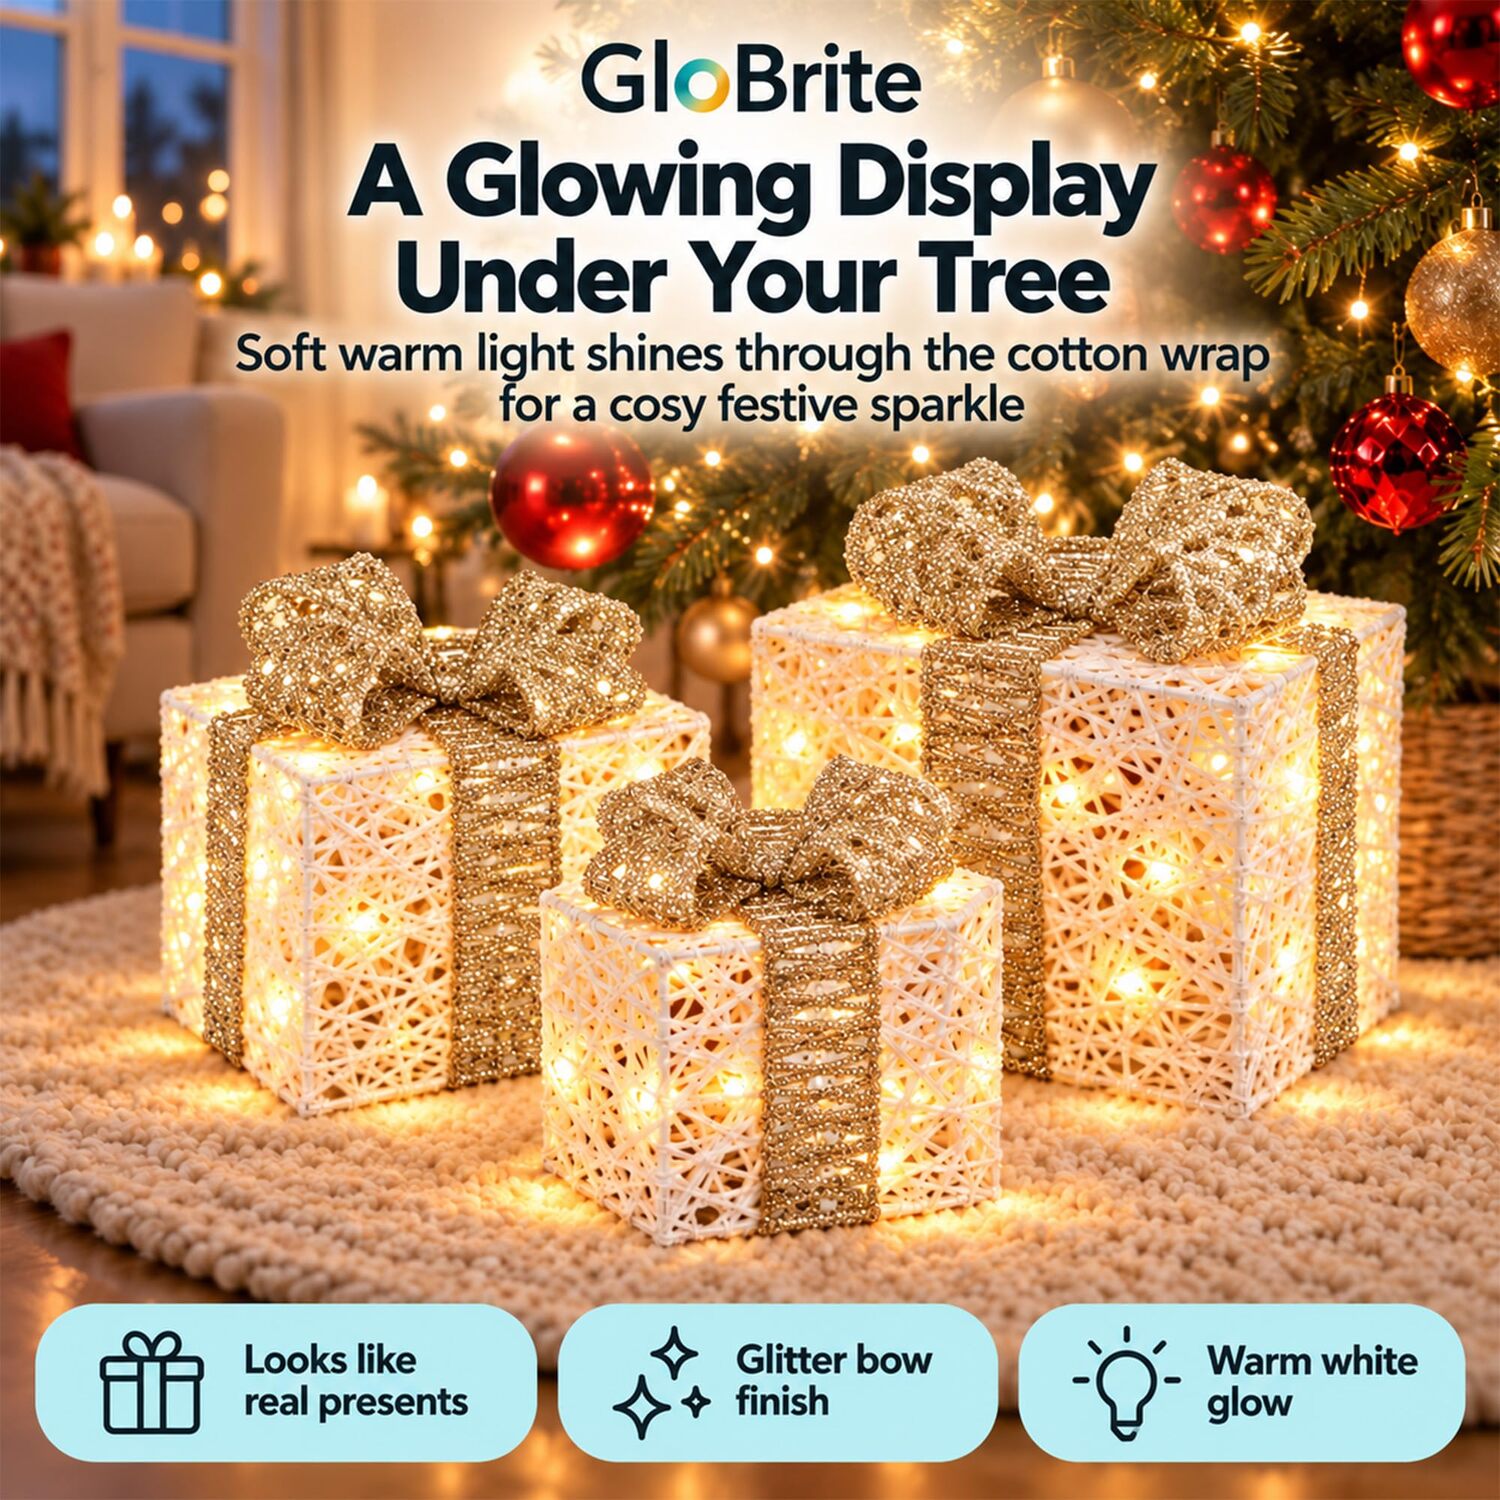 GloBrite
A Glowing Display
Under Your Tree
Soft warm light shines through the cotton wrap
for a cosy festive sparkle
Looks like
real presents
Glitter bow
finish
Warm white
glow